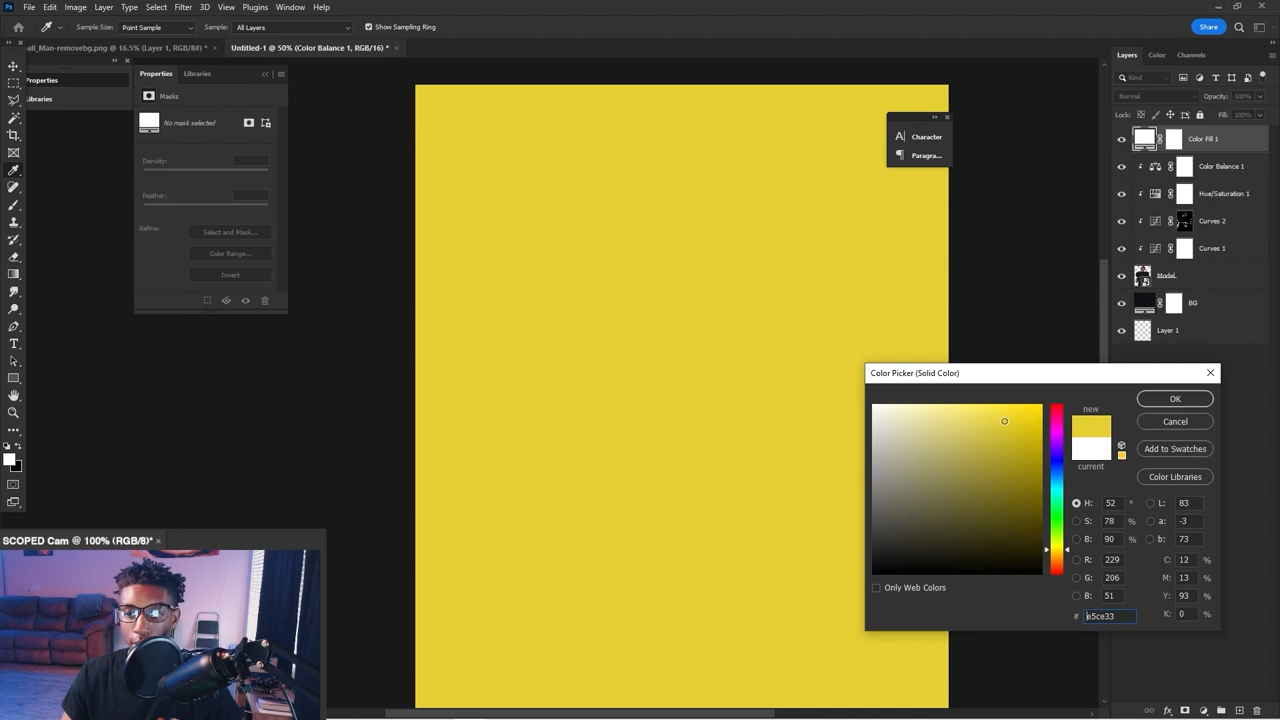 Ps File Edit Image Layer Type Select Filter 3D View Plugins Window Help
Sample Size: Point Sample Sample: All Layers Show Sampling Ring Share
all_Man-removebg.png @ 16.5% (Layer 1, RGB/8#) * × Untitled-1 @ 50% (Color Balance 1, RGB/16) * ×
Properties
Libraries
Properties Libraries
Masks
No mask selected
Density:
Feather:
Refine:
Select and Mask...
Color Range...
Invert
Character
Paragra...
Layers Color Channels
Kind
Normal Opacity: 100%
Lock: Fill: 100%
Color Fill 1
Color Balance 1
Hue/Saturation 1
Curves 2
Curves 1
Model
BG
Layer 1
Color Picker (Solid Color)
new
current
OK
Cancel
Add to Swatches
Color Libraries
H: 52 ° L: 83
S: 78 % a: -3
B: 90 % b: 73
R: 229 C: 12 %
G: 206 M: 13 %
B: 51 Y: 93 %
# e5ce33 K: 0 %
Only Web Colors
SCOPED Cam @ 100% (RGB/8)* ×